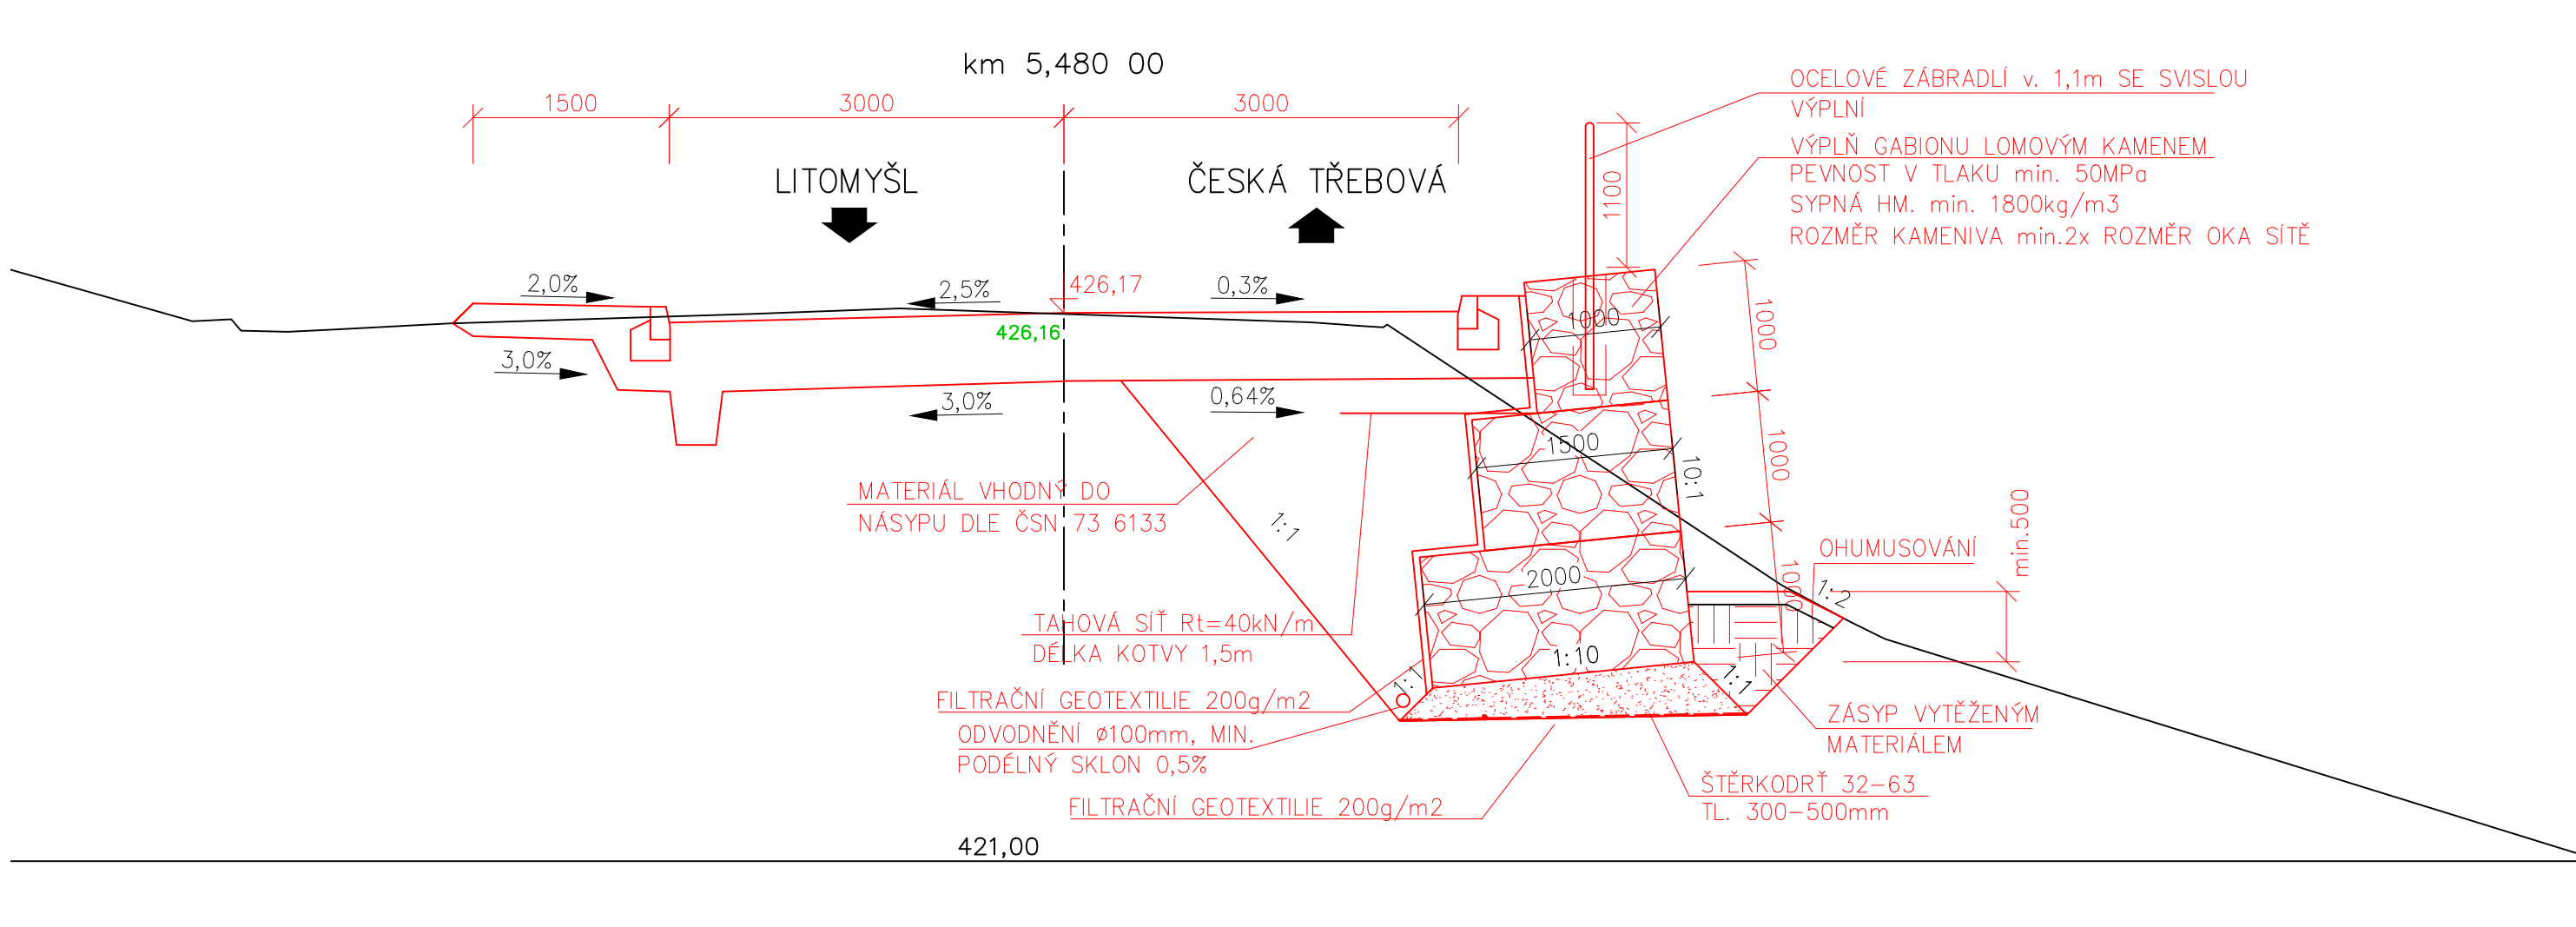 km 5,480 00
1500
3000
3000
OCELOVÉ ZÁBRADLÍ v. 1,1m SE SVISLOU
VÝPLNÍ
VÝPLŇ GABIONU LOMOVÝM KAMENEM
PEVNOST V TLAKU min. 50MPa
SYPNÁ HM. min. 1800kg/m3
ROZMĚR KAMENIVA min.2x ROZMĚR OKA SÍTĚ
LITOMYŠL
ČESKÁ TŘEBOVÁ
1100
2,0%
2,5%
426,17
0,3%
426,16
1000
1000
3,0%
3,0%
0,64%
1500
10:1
1000
MATERIÁL VHODNÝ DO
NÁSYPU DLE ČSN 73 6133
1:1
min.500
OHUMUSOVÁNÍ
2000
1000
1:2
TAHOVÁ SÍŤ Rt=40kN/m
DÉLKA KOTVY 1,5m
1:10
1:1
1:1
FILTRAČNÍ GEOTEXTILIE 200g/m2
ODVODNĚNÍ ø100mm, MIN.
PODÉLNÝ SKLON 0,5%
ZÁSYP VYTĚŽENÝM
MATERIÁLEM
FILTRAČNÍ GEOTEXTILIE 200g/m2
ŠTĚRKODRŤ 32-63
TL. 300-500mm
421,00